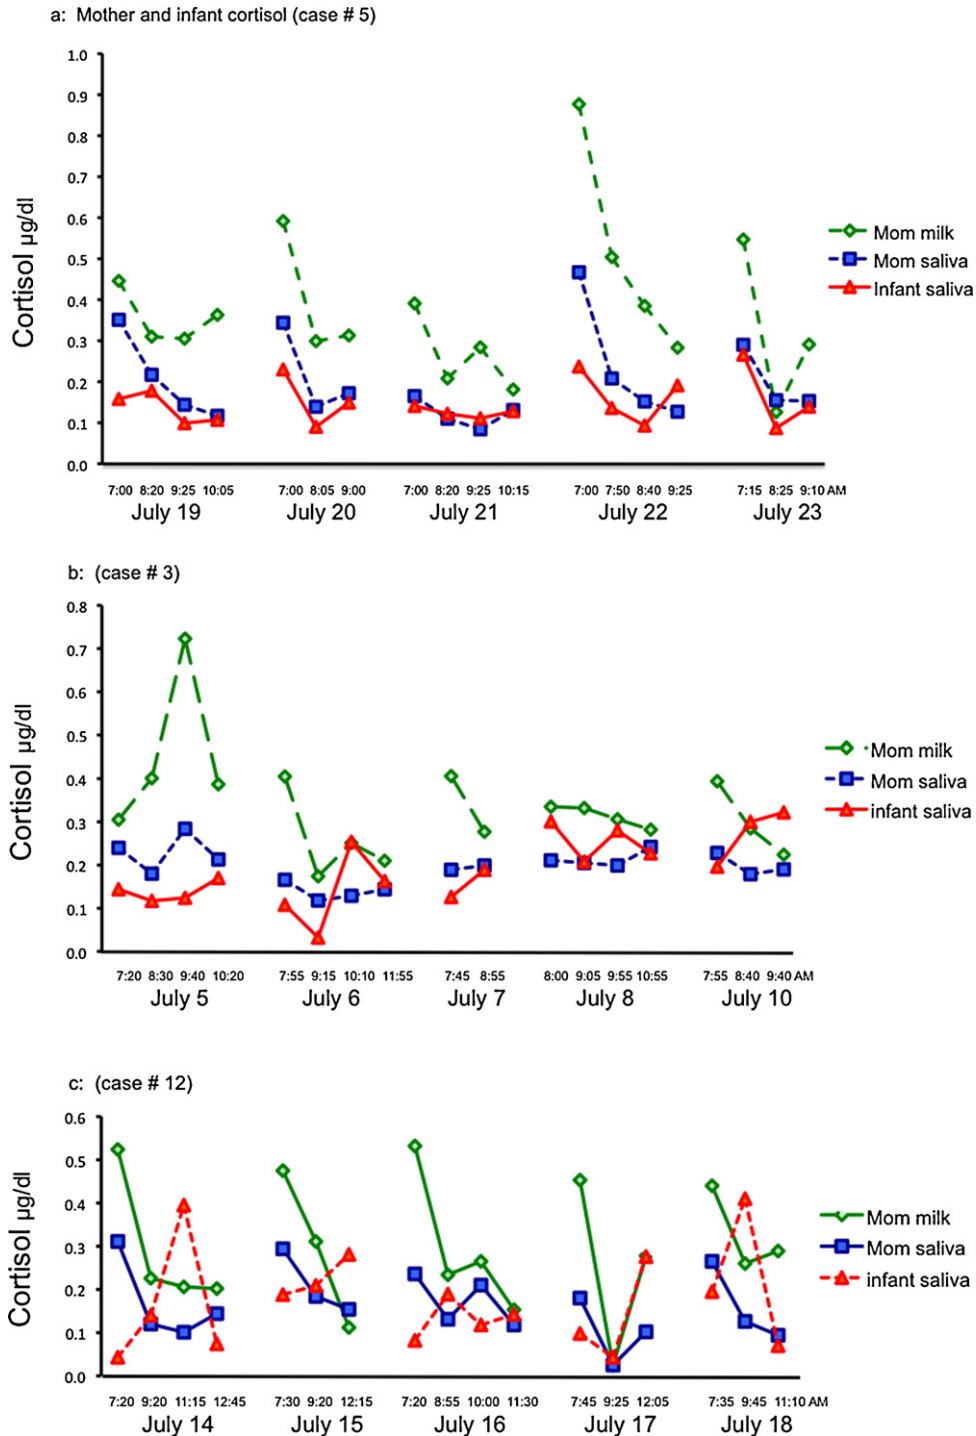 a: Mother and infant cortisol (case # 5)
1.0
0.9
0.8
0.7
0.6
0.5
0.4
0.3
0.2
0.1
0.0
Cortisol µg/dl
Mom milk
Mom saliva
Infant saliva
7:00 8:20 9:25 10:05 7:00 8:05 9:00 7:00 8:20 9:25 10:15 7:00 7:50 8:40 9:25 7:15 8:25 9:10 AM
July 19 July 20 July 21 July 22 July 23
b: (case # 3)
0.8
0.7
0.6
0.5
0.4
0.3
0.2
0.1
0.0
Cortisol µg/dl
Mom milk
Mom saliva
infant saliva
7:20 8:30 9:40 10:20 7:55 9:15 10:10 11:55 7:45 8:55 8:00 9:05 9:55 10:55 7:55 8:40 9:40 AM
July 5 July 6 July 7 July 8 July 10
c: (case # 12)
0.6
0.5
0.4
0.3
0.2
0.1
0.0
Cortisol µg/dl
Mom milk
Mom saliva
infant saliva
7:20 9:20 11:15 12:45 7:30 9:20 12:15 7:20 8:55 10:00 11:30 7:45 9:25 12:05 7:35 9:45 11:10 AM
July 14 July 15 July 16 July 17 July 18